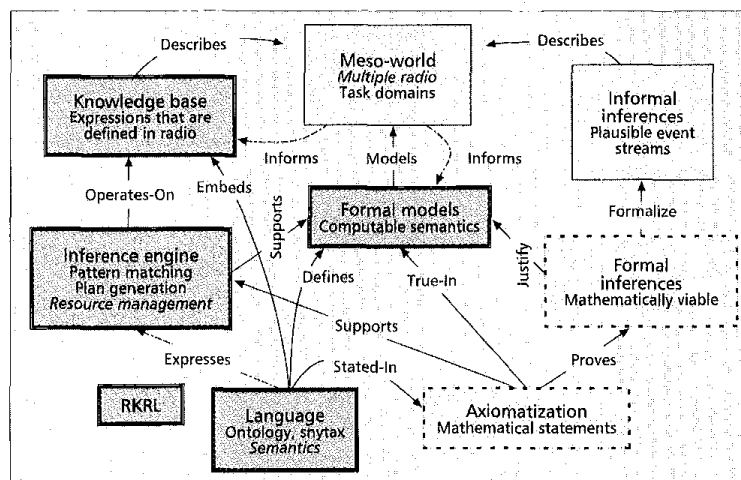 Describes
Meso-world
Multiple radio
Task domains
Describes
Knowledge base
Expressions that are
defined in radio
Informal
inferences
Plausible event
streams
Informs
Models
Informs
Operates-On
Embeds
Supports
Formal models
Computable semantics
Formalize
Inference engine
Pattern matching
Plan generation
Resource management
Defines
True-In
Justify
Formal
inferences
Mathematically viable
Supports
Expresses
Stated-In
Proves
RKRL
Language
Ontology, shytax
Semantics
Axiomatization
Mathematical statements